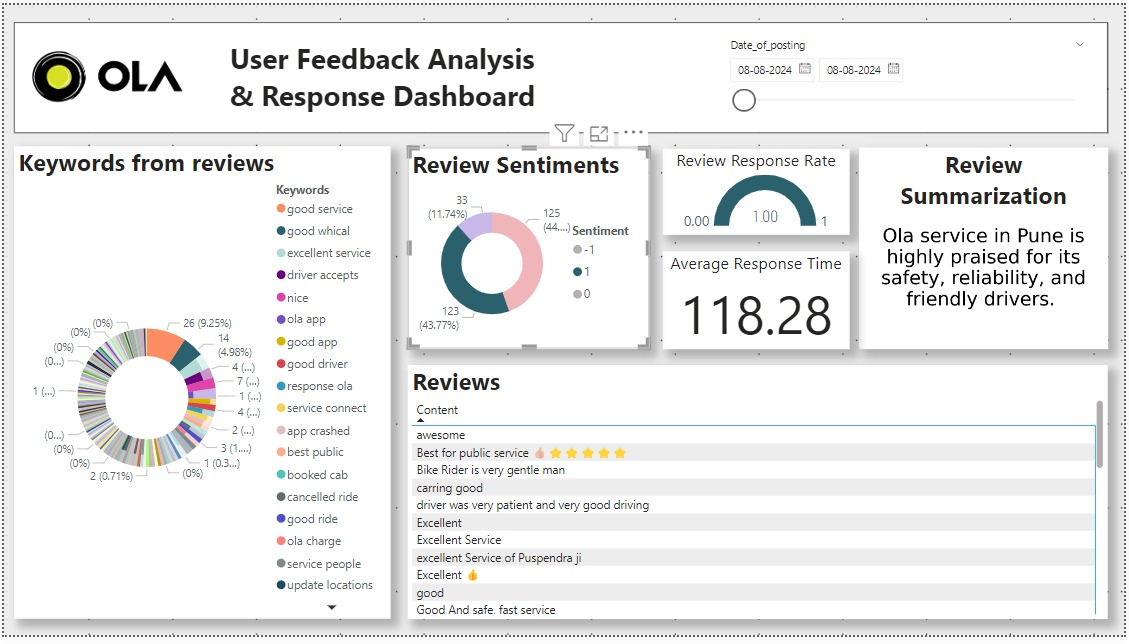 OLA
User Feedback Analysis
& Response Dashboard
Date_of_posting
08-08-2024
08-08-2024
Keywords from reviews
Keywords
good service
good whical
excellent service
driver accepts
nice
ola app
good app
good driver
response ola
service connect
app crashed
best public
booked cab
cancelled ride
good ride
ola charge
service people
update locations
26 (9.25%)
14
(4.98%)
4 (...)
7 (...)
1 (...)
4 (...)
2 (...)
3 (1....)
1 (0.3...)
(0%)
2 (0.71%)
(0%)
(0%)
(0...)
1 (...)
(0...)
(0%)
(0%)
(0%)
Review Sentiments
33
(11.74%)
125
(44....)
123
(43.77%)
Sentiment
-1
1
0
Review Response Rate
0.00
1.00
1
Average Response Time
118.28
Review
Summarization
Ola service in Pune is
highly praised for its
safety, reliability, and
friendly drivers.
Reviews
Content
awesome
Best for public service 👍🏼 ⭐ ⭐ ⭐ ⭐ ⭐
Bike Rider is very gentle man
carring good
driver was very patient and very good driving
Excellent
Excellent Service
excellent Service of Puspendra ji
Excellent 👍
good
Good And safe. fast service